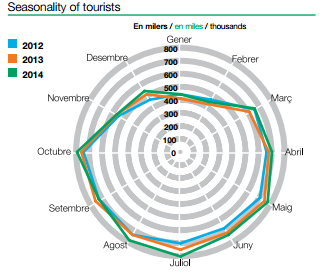 Seasonality of tourists
En milers / en miles / thousands
2012
2013
2014
Gener
Febrer
Març
Abril
Maig
Juny
Juliol
Agost
Setembre
Octubre
Novembre
Desembre
800
700
600
500
400
300
200
100
0